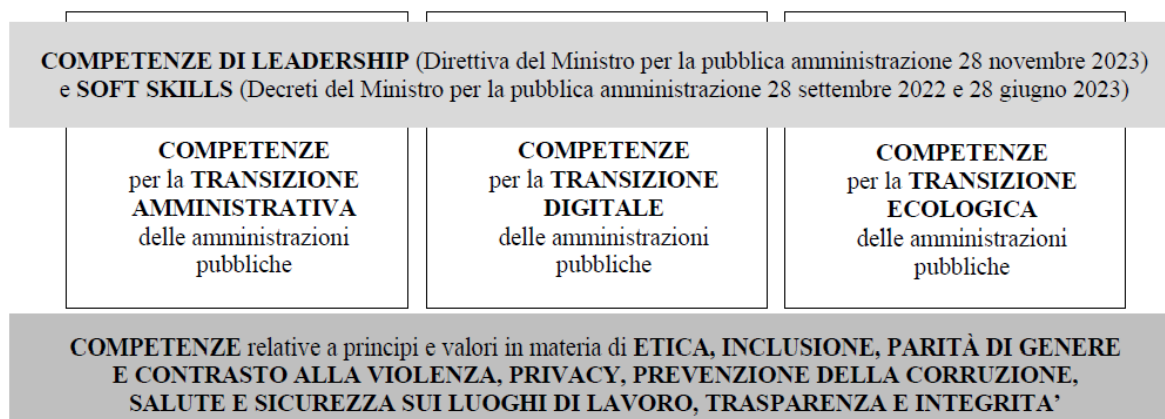 COMPETENZE DI LEADERSHIP (Direttiva del Ministro per la pubblica amministrazione 28 novembre 2023)
e SOFT SKILLS (Decreti del Ministro per la pubblica amministrazione 28 settembre 2022 e 28 giugno 2023)
COMPETENZE
per la TRANSIZIONE
AMMINISTRATIVA
delle amministrazioni
pubbliche
COMPETENZE
per la TRANSIZIONE
DIGITALE
delle amministrazioni
pubbliche
COMPETENZE
per la TRANSIZIONE
ECOLOGICA
delle amministrazioni
pubbliche
COMPETENZE relative a principi e valori in materia di ETICA, INCLUSIONE, PARITÀ DI GENERE
E CONTRASTO ALLA VIOLENZA, PRIVACY, PREVENZIONE DELLA CORRUZIONE,
SALUTE E SICUREZZA SUI LUOGHI DI LAVORO, TRASPARENZA E INTEGRITA’